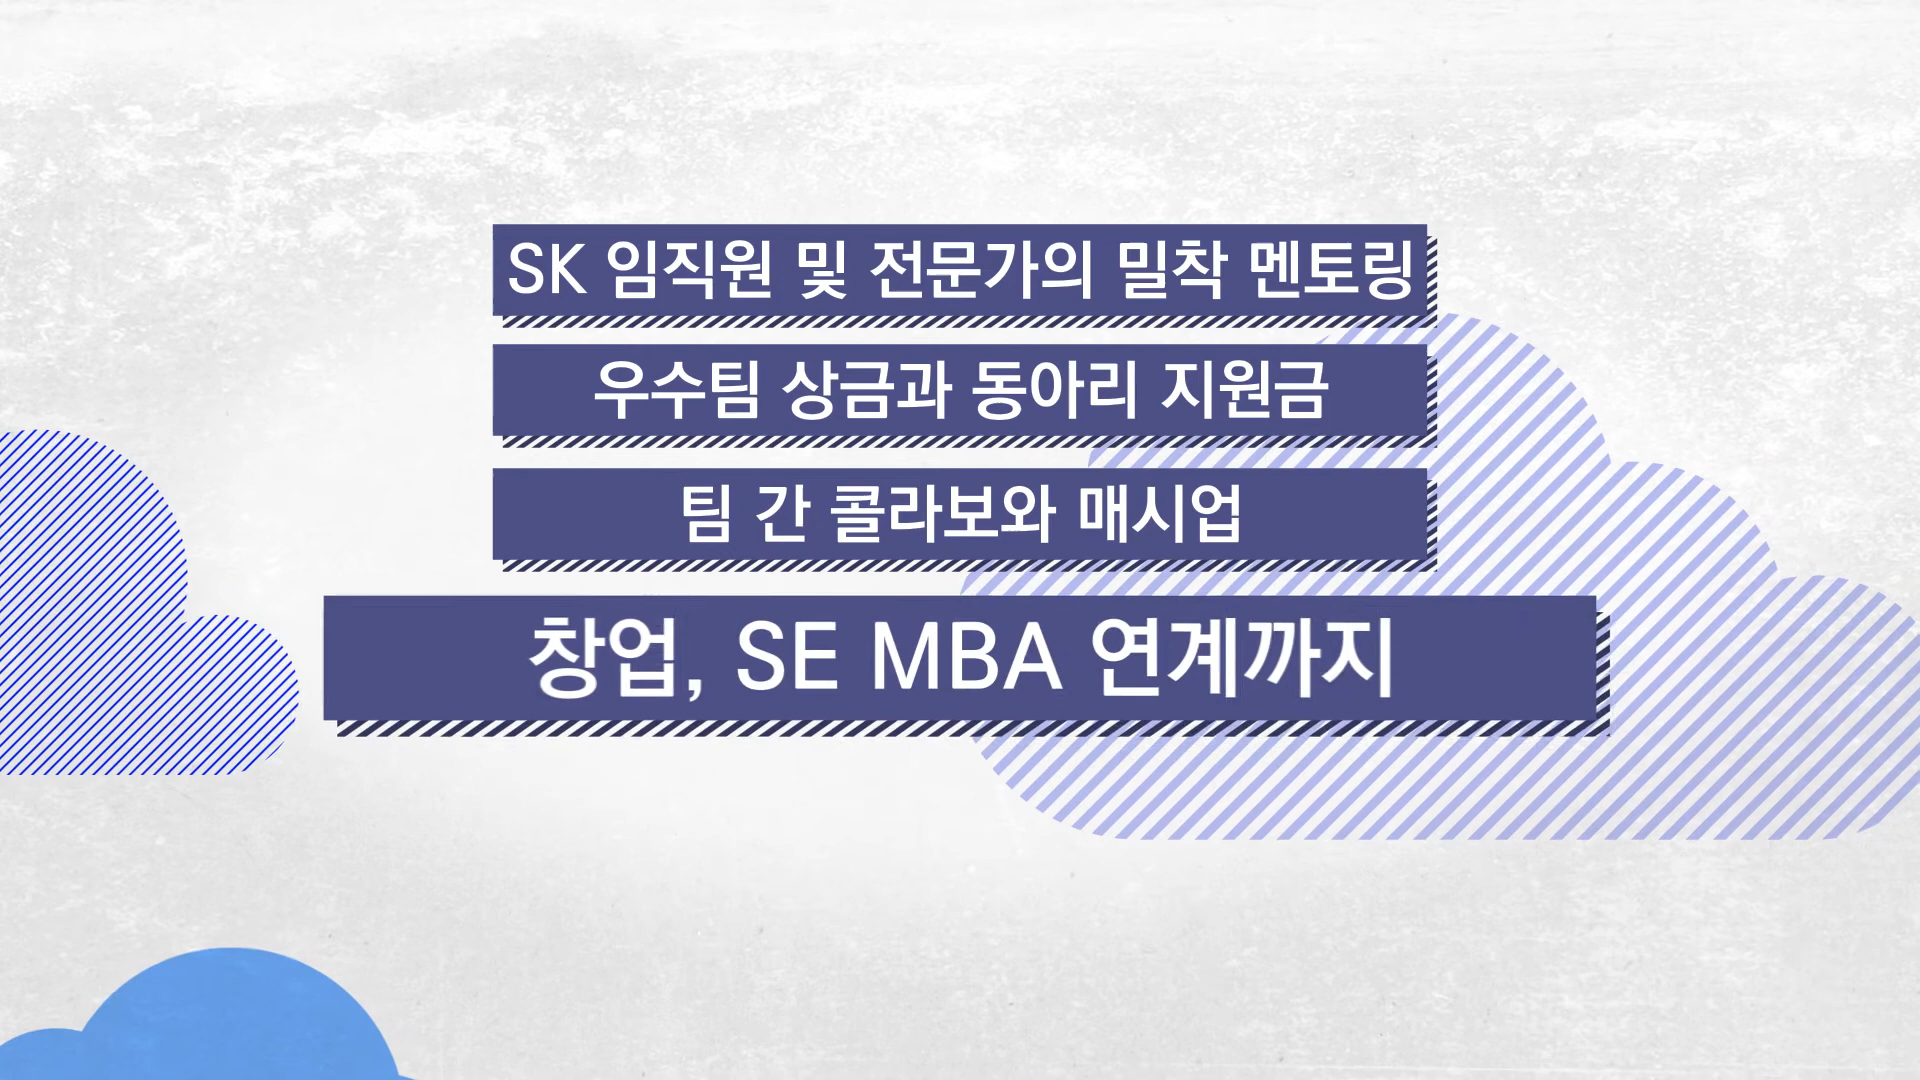 SK 임직원 및 전문가의 밀착 멘토링
우수팀 상금과 동아리 지원금
팀 간 콜라보와 매시업
창업, SE MBA 연계까지